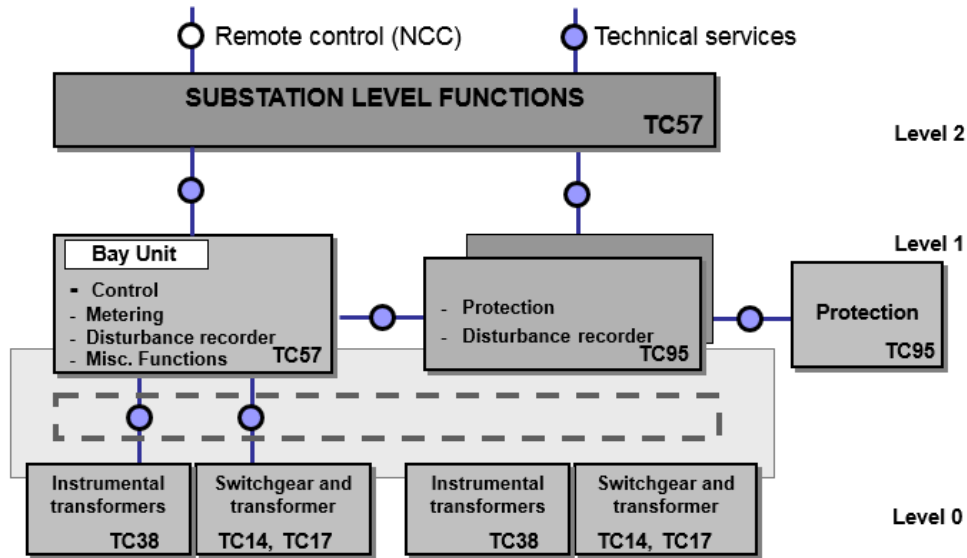 Remote control (NCC)
Technical services
SUBSTATION LEVEL FUNCTIONS
TC57
Level 2
Level 1
Bay Unit
- Control
- Metering
- Disturbance recorder
- Misc. Functions
TC57
- Protection
- Disturbance recorder
TC95
Protection
TC95
Instrumental
transformers
TC38
Switchgear and
transformer
TC14, TC17
Instrumental
transformers
TC38
Switchgear and
transformer
TC14, TC17
Level 0